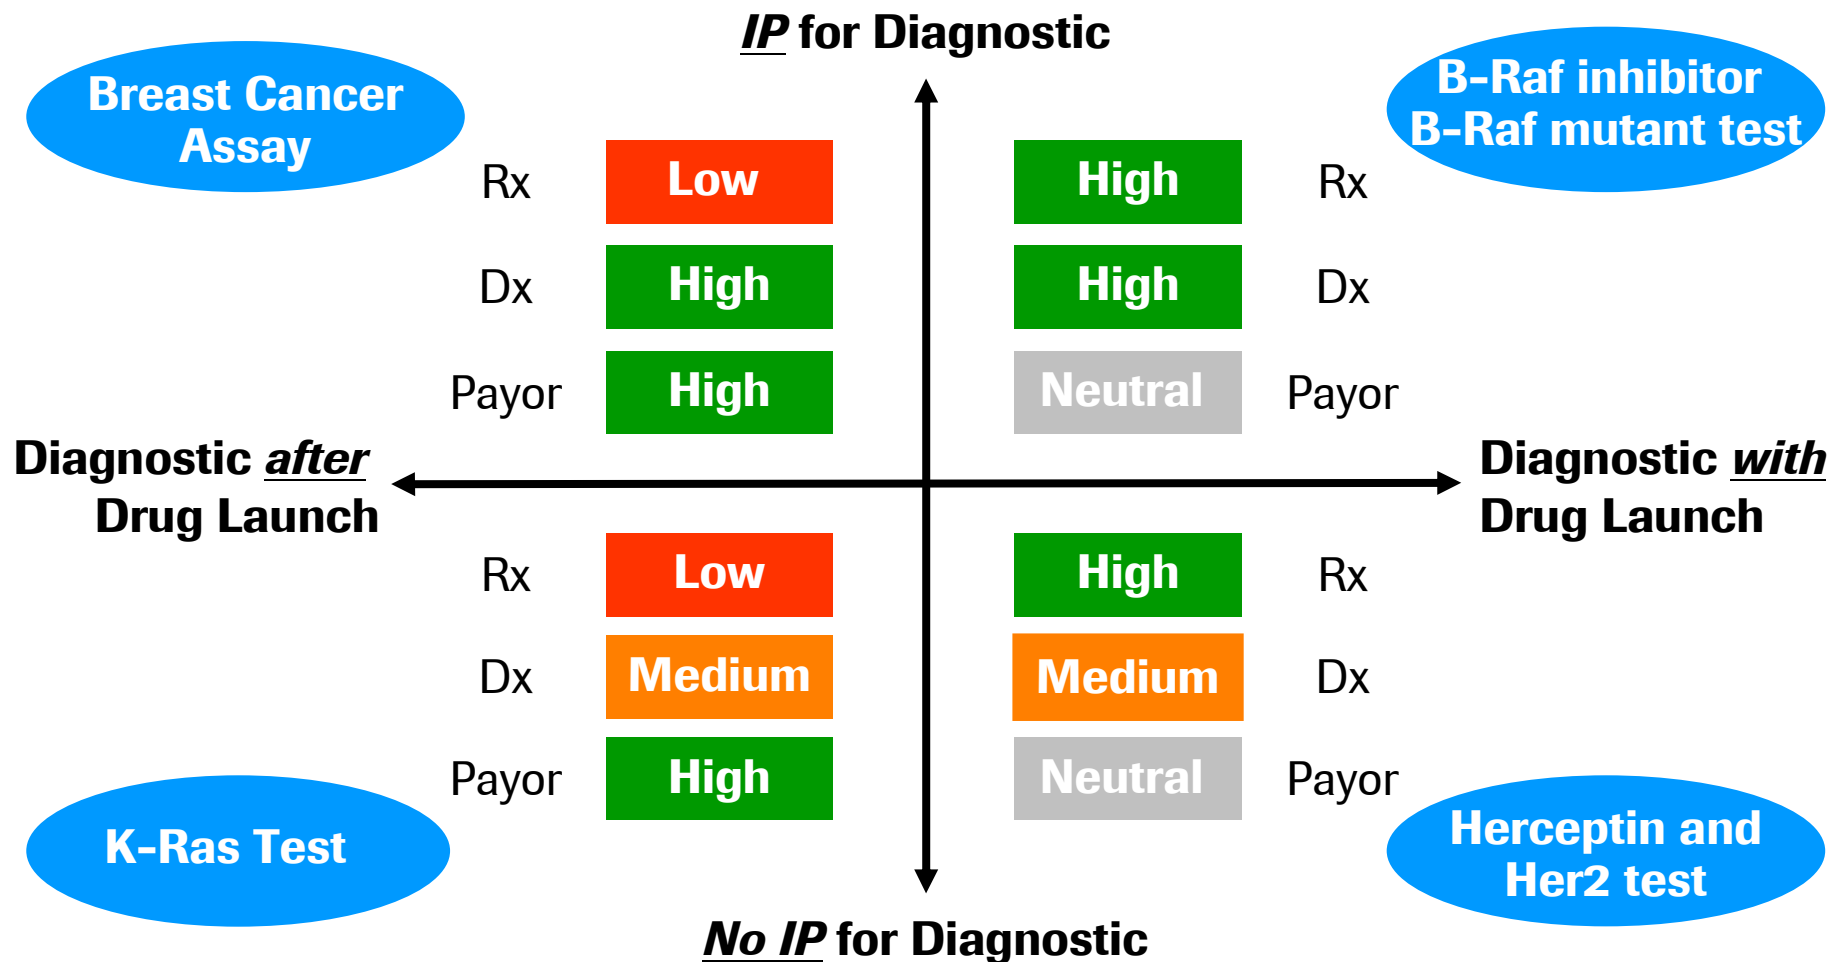 IP for Diagnostic
Breast Cancer
Assay
B-Raf inhibitor
B-Raf mutant test
Rx Low High Rx
Dx High High Dx
Payor High Neutral Payor
Diagnostic after
Drug Launch
Diagnostic with
Drug Launch
Rx Low High Rx
Dx Medium Medium Dx
Payor High Neutral Payor
K-Ras Test
Herceptin and
Her2 test
No IP for Diagnostic